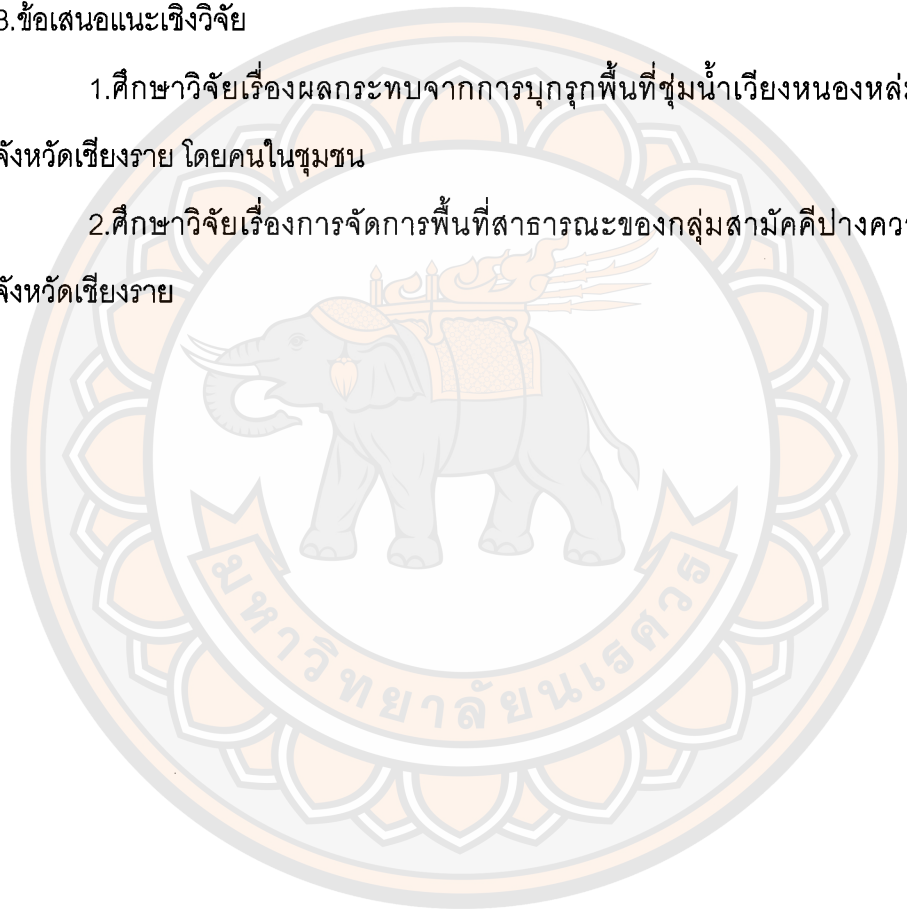 3.ข้อเสนอแนะเชิงวิจัย
1.ศึกษาวิจัยเรื่องผลกระทบจากการบุกรุกพื้นที่ชุ่มน้ำเวียงหนองหล่ม
จังหวัดเชียงราย โดยคนในชุมชน
2.ศึกษาวิจัยเรื่องการจัดการพื้นที่สาธารณะของกลุ่มสามัคคีปางควา
จังหวัดเชียงราย
มหาวิทยาลัยนเรศวร